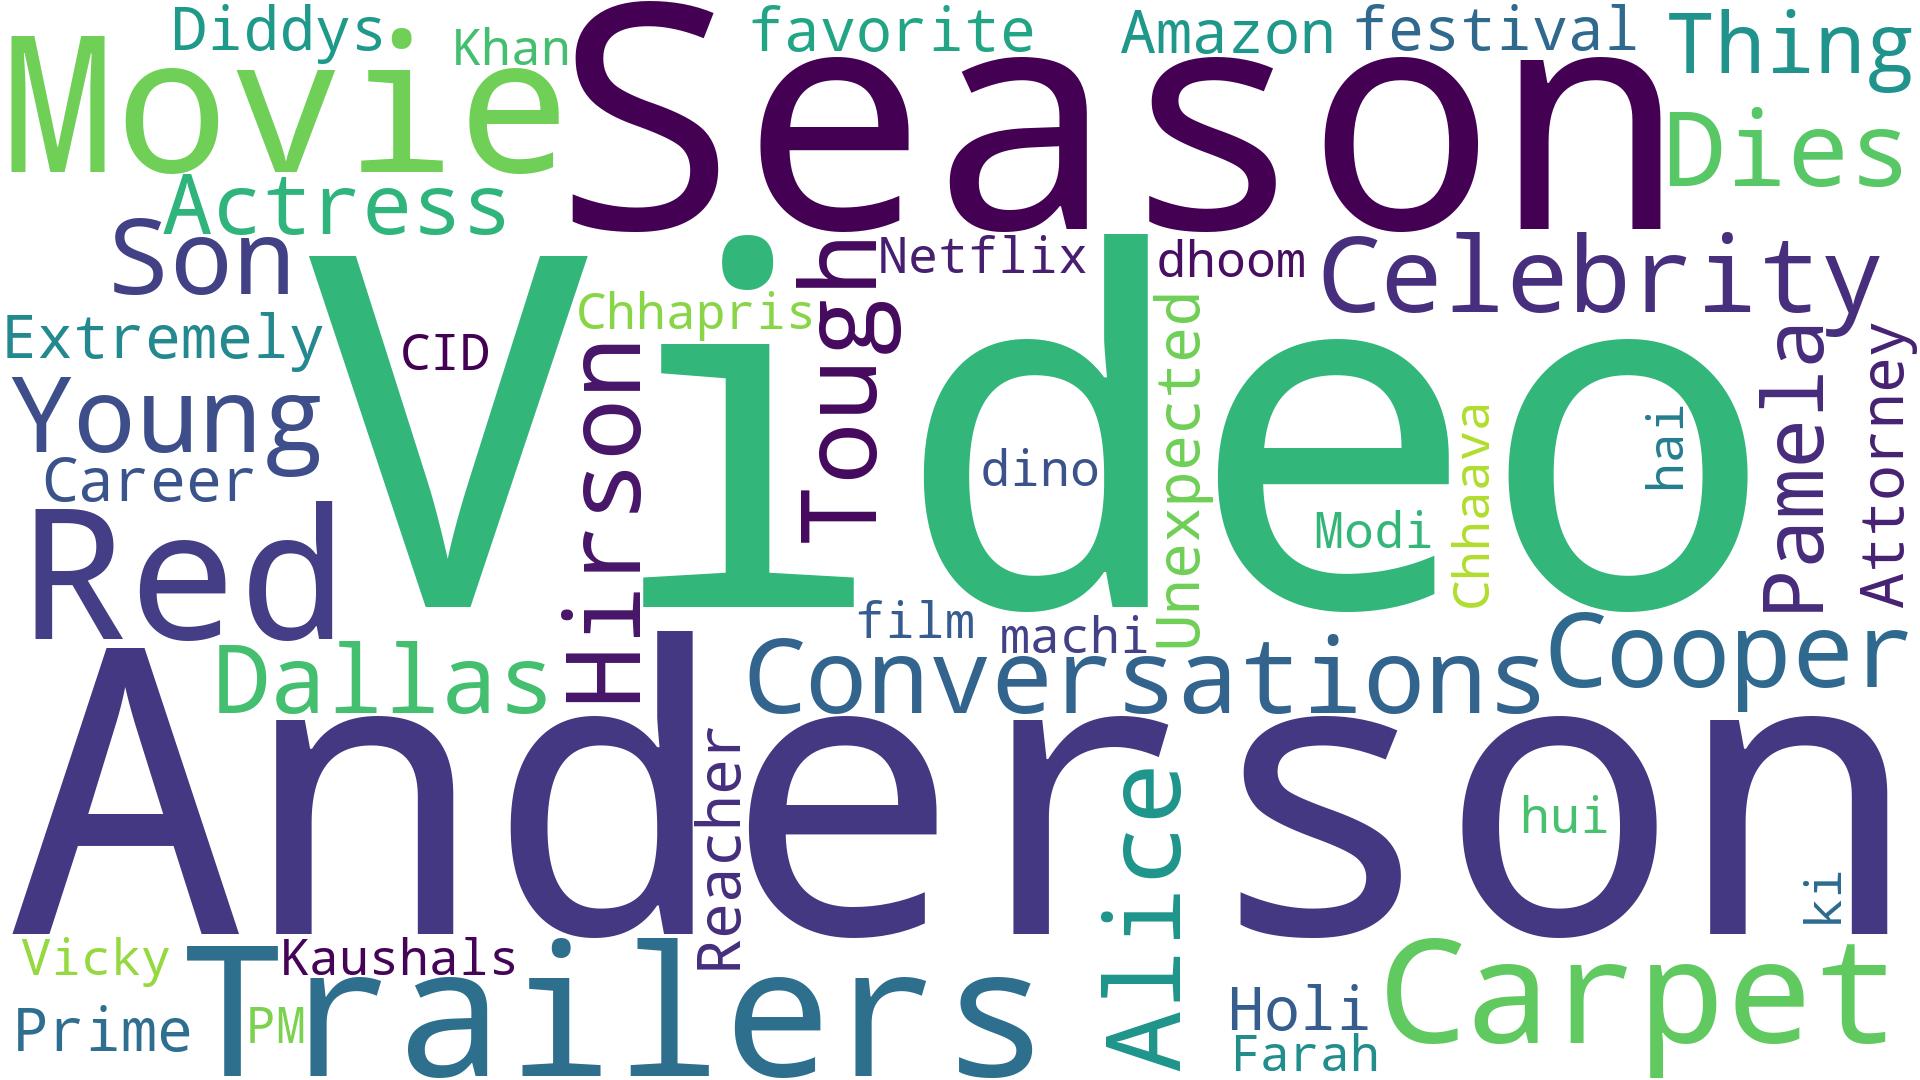 Diddys
Khan
favorite
Amazon
festival
Thing
Movie
Season
Dies
Actress
Son
Netflix
dhoom
Celebrity
Extremely
CID
Chhapris
Tough
Video
Unexpected
Hirson
Young
Career
dino
Modi
Chhaava
hai
Pamela
Attorney
Red
film
machi
Dallas
Conversations
Cooper
Anderson
Reacher
Alice
hui
ki
Vicky
Kaushals
Trailers
Carpet
Prime
PM
Holi
Farah